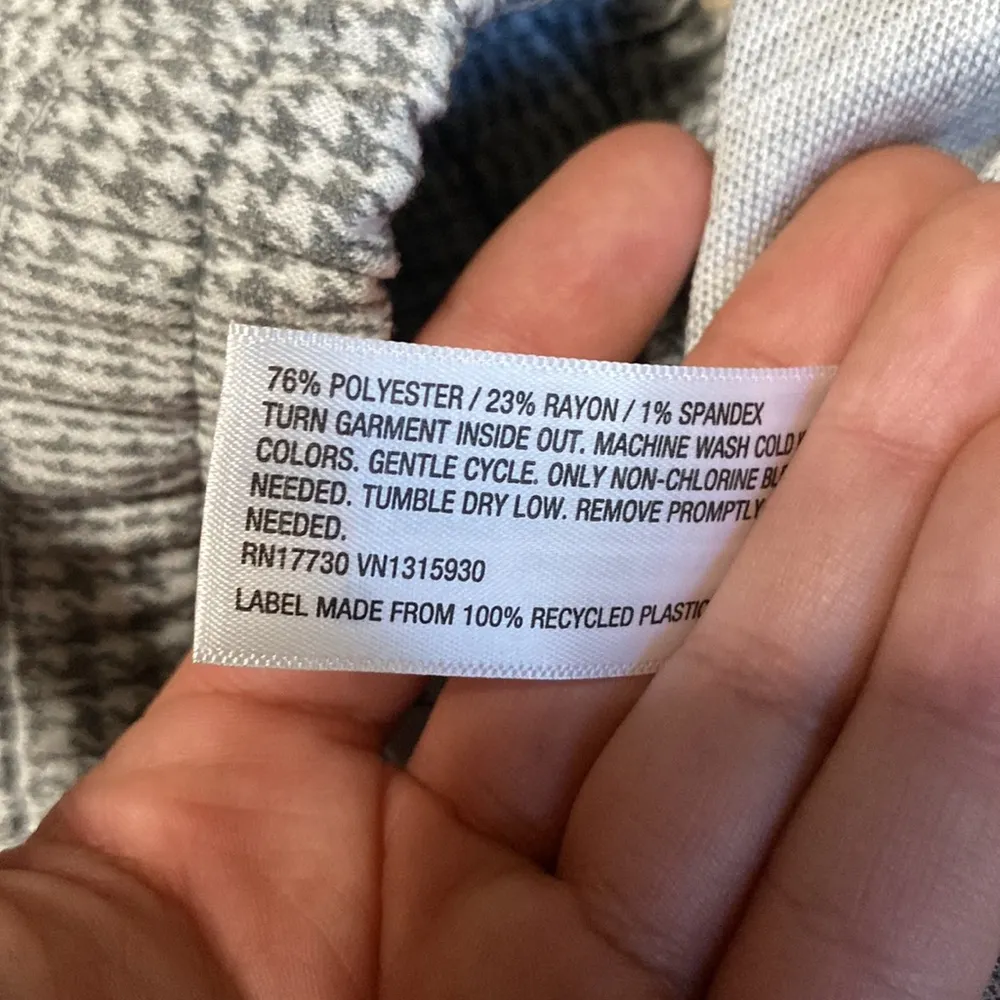 76% POLYESTER / 23% RAYON / 1% SPANDEX
TURN GARMENT INSIDE OUT. MACHINE WASH COLD
COLORS. GENTLE CYCLE. ONLY NON-CHLORINE
NEEDED. TUMBLE DRY LOW. REMOVE PROMPTLY
NEEDED.
RN17730 VN1315930
LABEL MADE FROM 100% RECYCLED PLASTIC